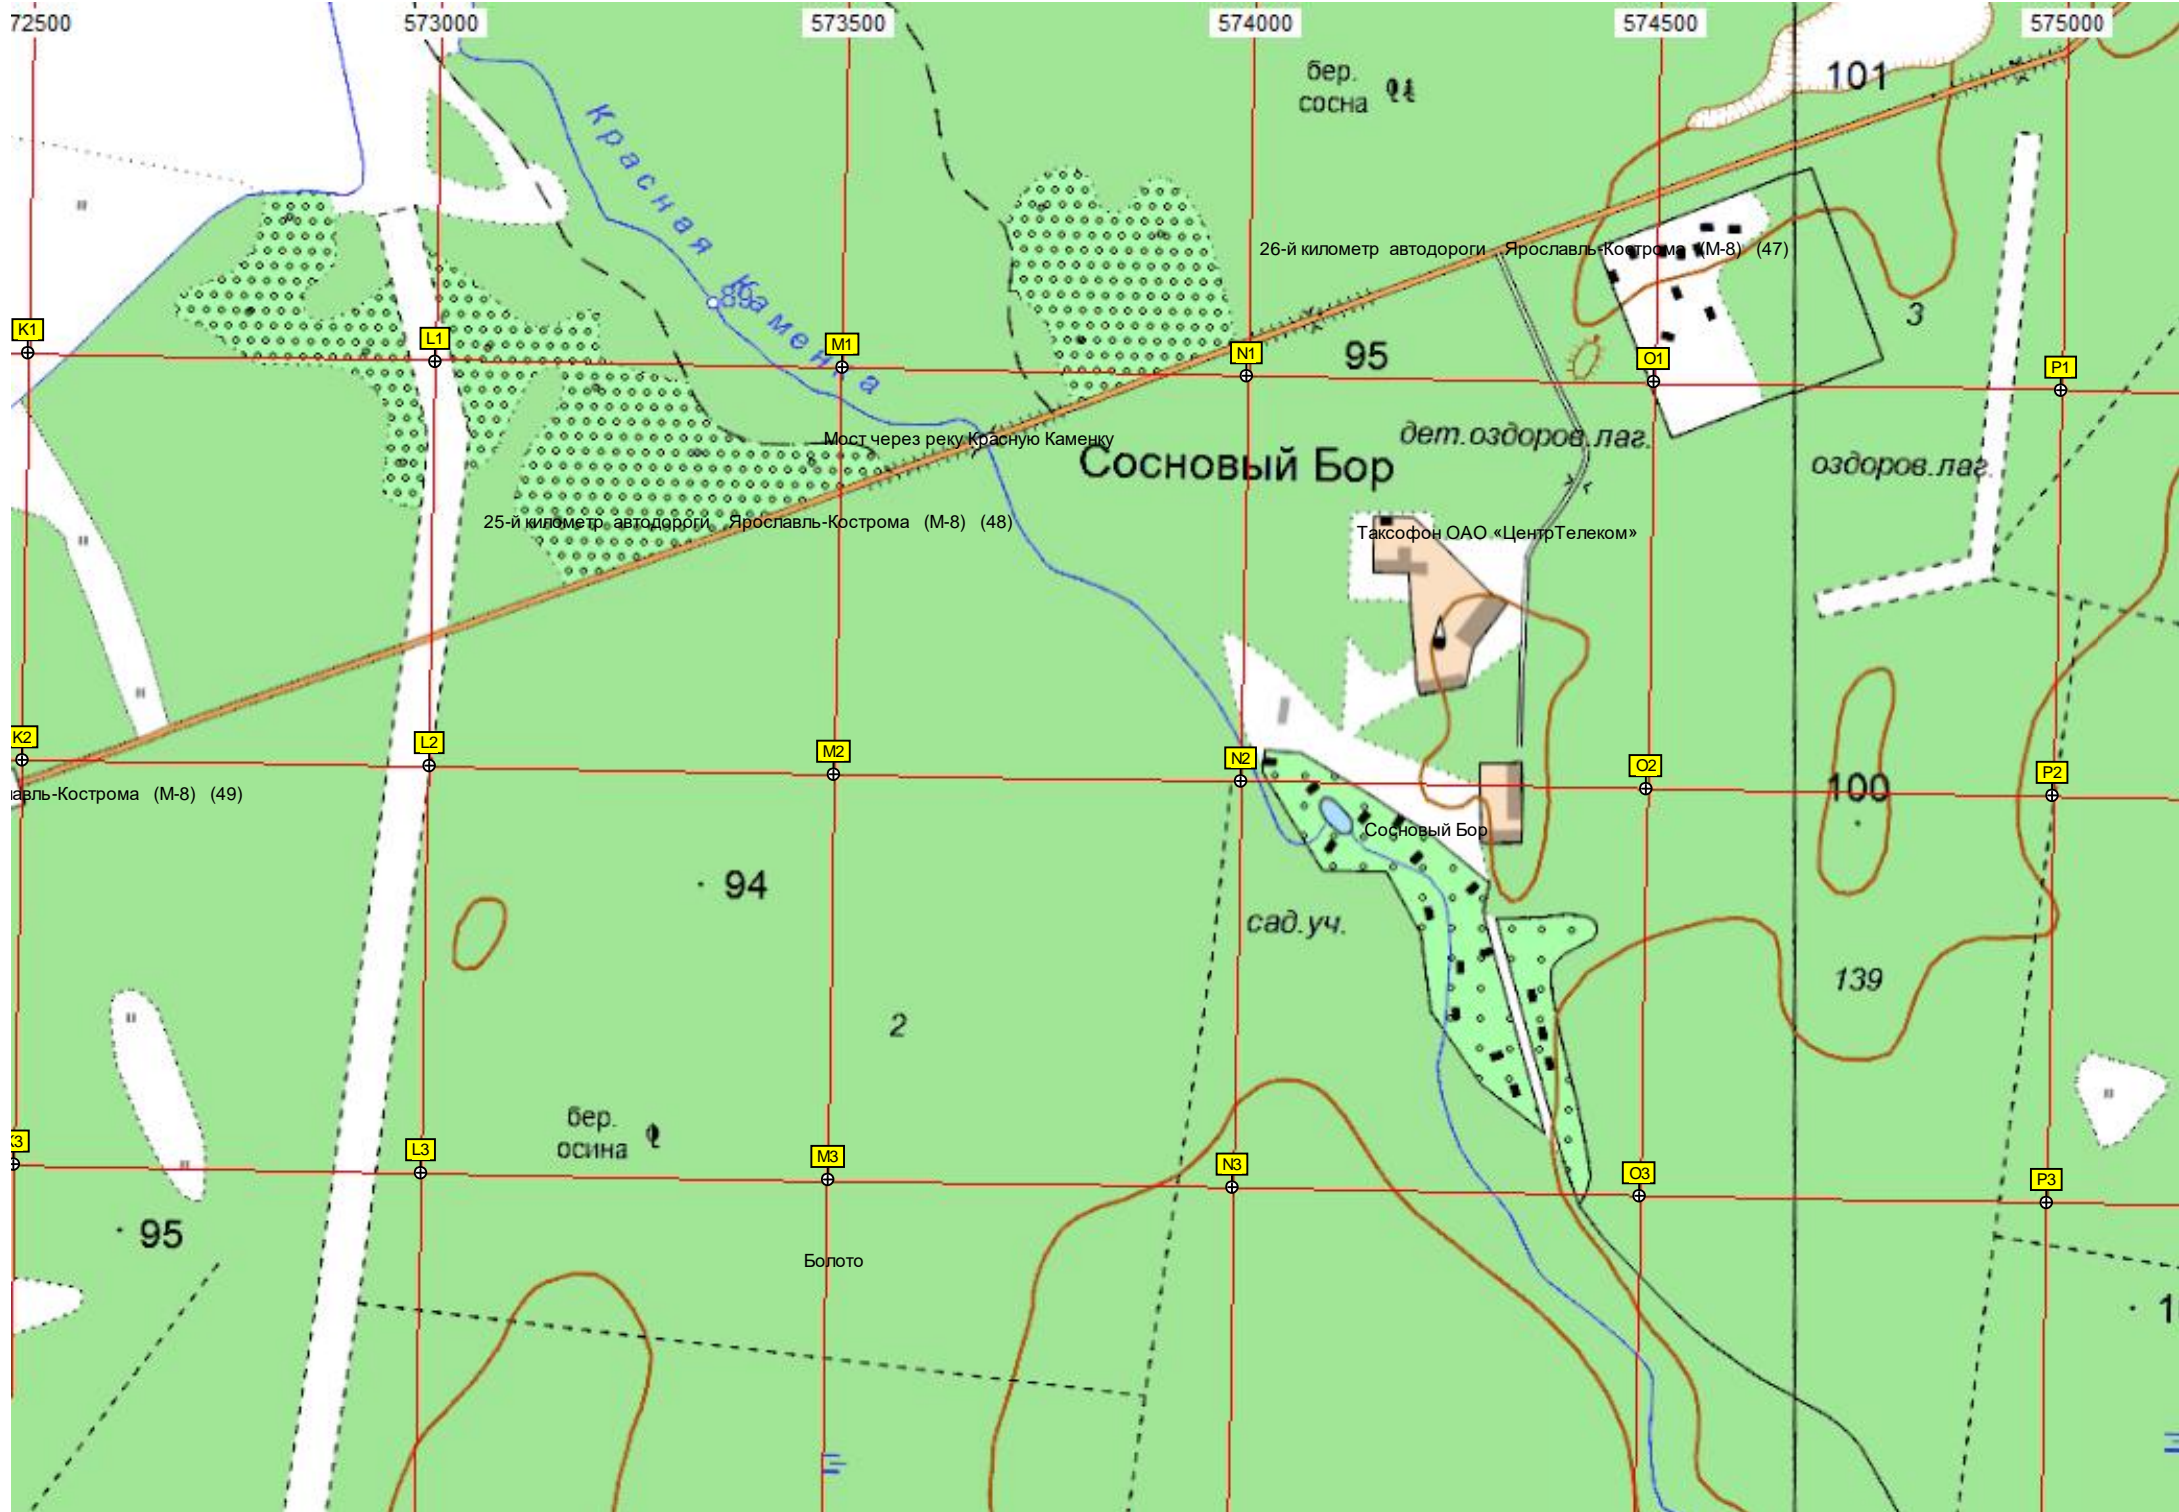 72500 573000 573500 574000 574500 575000
бер.
сосна
101
Красная Каменка
26-й километр автодороги Ярославль-Кострома (М-8) (47)
3
K1 L1 M1 N1 O1 P1
95
Мост через реку Красную Каменку
дет.оздоров.лаг.
Сосновый Бор
оздоров.лаг.
25-й километр автодороги Ярославль-Кострома (М-8) (48)
Таксофон ОАО «ЦентрТелеком»
K2 L2 M2 N2 O2 P2
авль-Кострома (М-8) (49)
100
Сосновый Бор
94
сад.уч.
139
2
бер.
осина
K3 L3 M3 N3 O3 P3
95
Болото
1